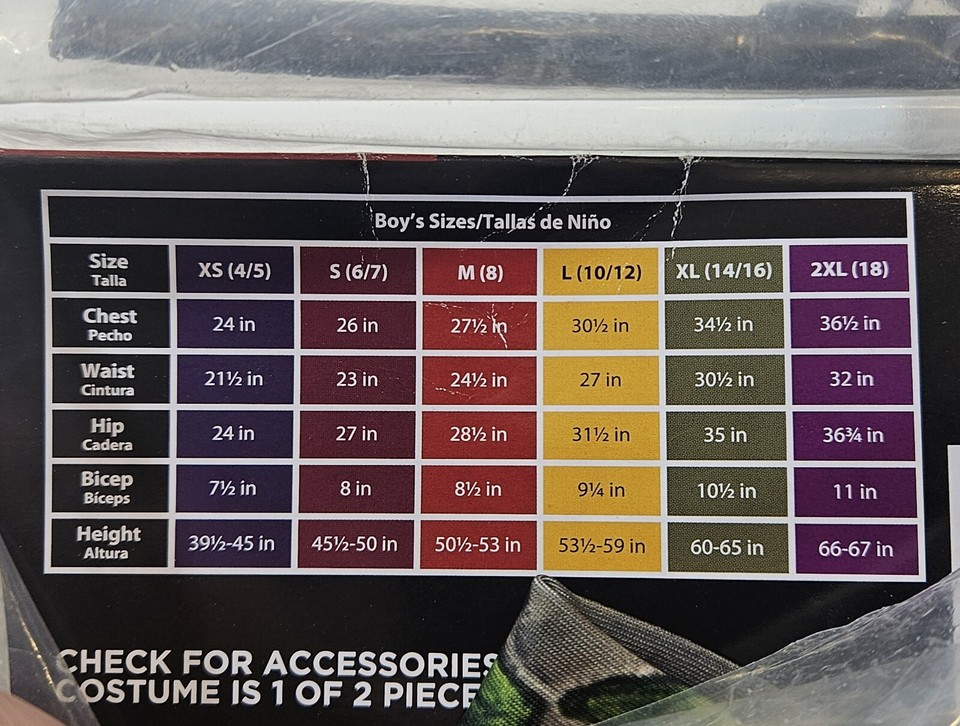 Boy's Sizes/Tallas de Niño
Size XS (4/5) S (6/7) M (8) L (10/12) XL (14/16) 2XL (18)
Talla
Chest 24 in 26 in 27½ in 30½ in 34½ in 36½ in
Pecho
Waist 21½ in 23 in 24½ in 27 in 30½ in 32 in
Cintura
Hip 24 in 27 in 28½ in 31½ in 35 in 36¾ in
Cadera
Bicep 7½ in 8 in 8½ in 9¼ in 10½ in 11 in
Bíceps
Height 39½-45 in 45½-50 in 50½-53 in 53½-59 in 60-65 in 66-67 in
Altura
CHECK FOR ACCESSORIES
COSTUME IS 1 OF 2 PIECE